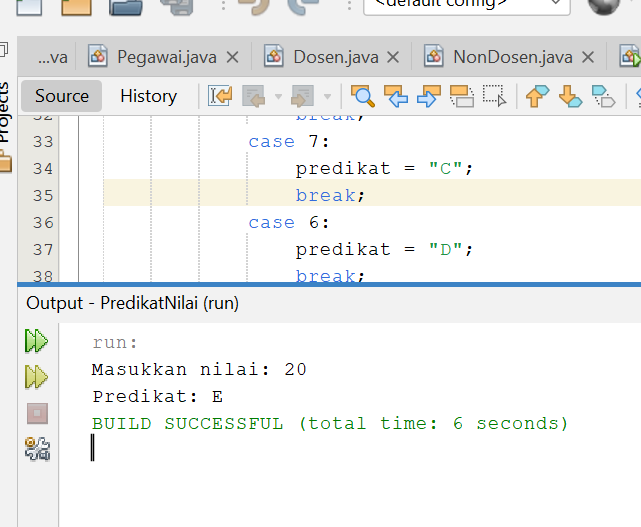 <default config>
...va Pegawai.java Dosen.java NonDosen.java
Projects
Source History
32 break;
33 case 7:
34 predikat = "C";
35 break;
36 case 6:
37 predikat = "D";
38 break;
Output - PredikatNilai (run)
run:
Masukkan nilai: 20
Predikat: E
BUILD SUCCESSFUL (total time: 6 seconds)